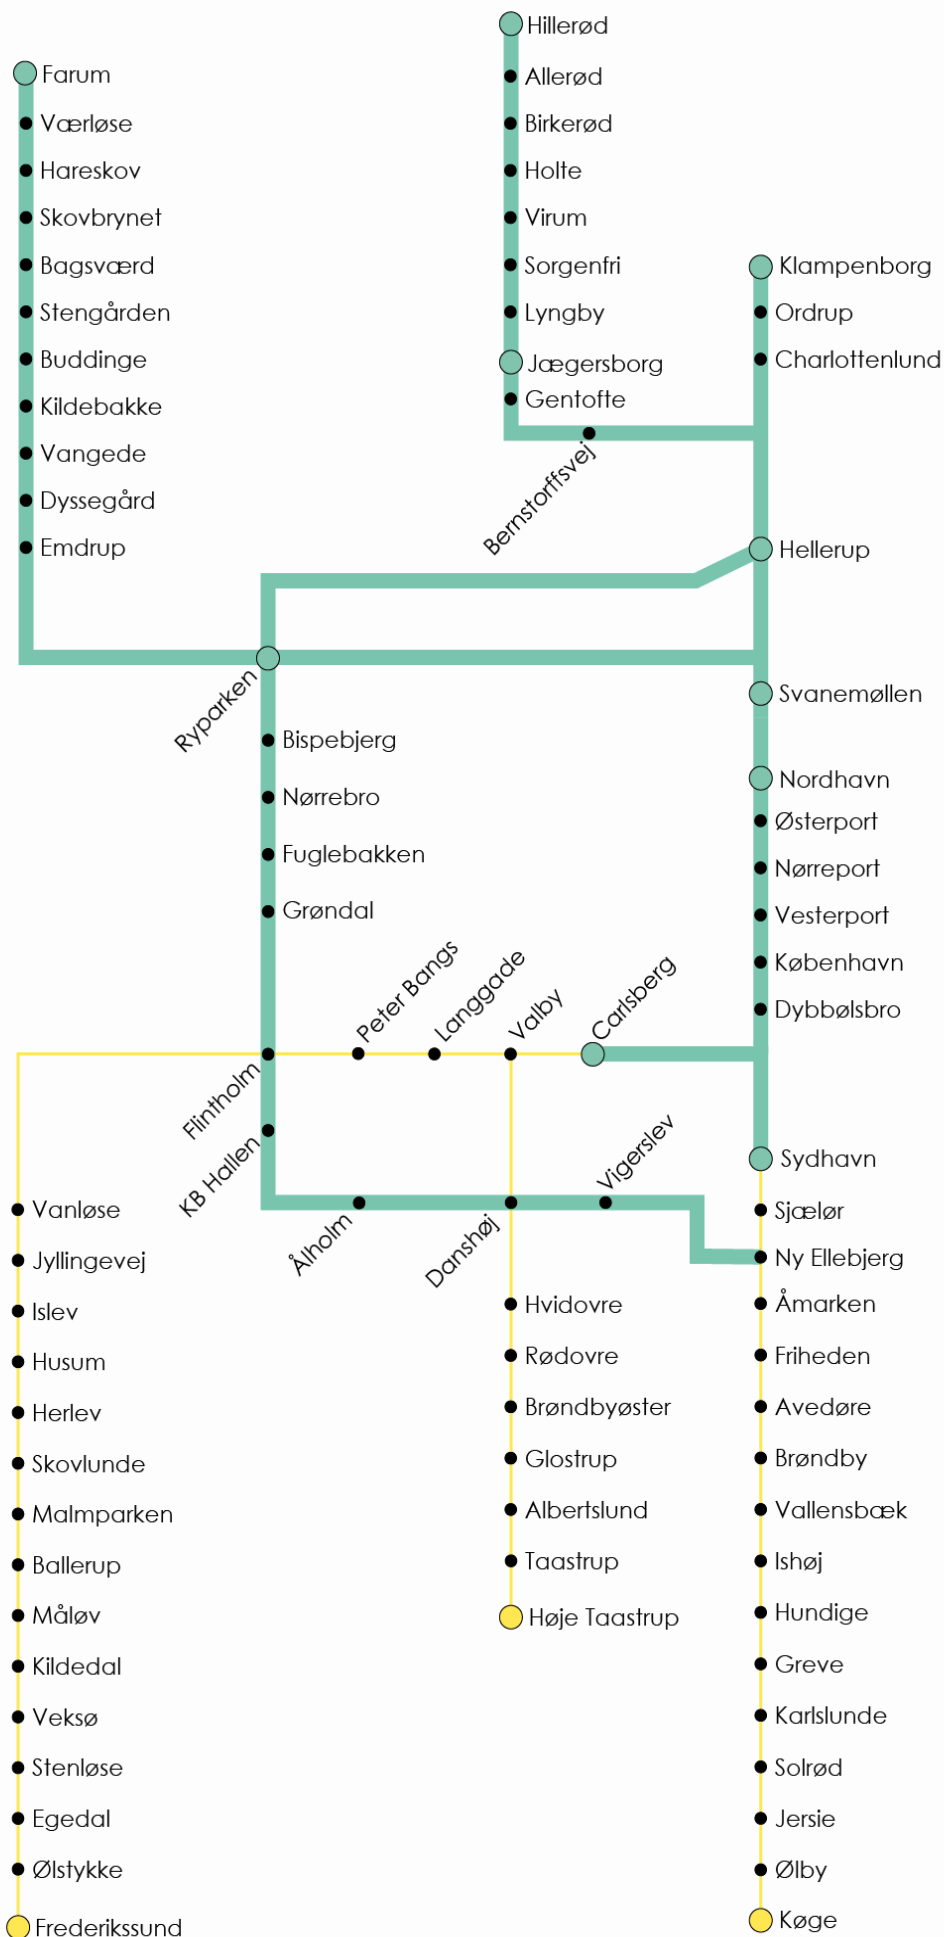 Hillerød
Allerød
Birkerød
Holte
Virum
Sorgenfri
Lyngby
Jægersborg
Gentofte
Bernstorffsvej
Farum
Værløse
Hareskov
Skovbrynet
Bagsværd
Stengården
Buddinge
Kildebakke
Vangede
Dyssegård
Emdrup
Klampenborg
Ordrup
Charlottenlund
Hellerup
Svanemøllen
Nordhavn
Østerport
Nørreport
Vesterport
København
Dybbølsbro
Ryparken
Bispebjerg
Nørrebro
Fuglebakken
Grøndal
Flintholm
Peter Bangs
Langgade
Valby
Carlsberg
KB Hallen
Ålholm
Danshøj
Vigerslev
Sydhavn
Sjælør
Ny Ellebjerg
Åmarken
Friheden
Avedøre
Brøndby
Vallensbæk
Ishøj
Hundige
Greve
Karlslunde
Solrød
Jersie
Ølby
Køge
Hvidovre
Rødovre
Brøndbyøster
Glostrup
Albertslund
Taastrup
Høje Taastrup
Vanløse
Jyllingevej
Islev
Husum
Herlev
Skovlunde
Malmparken
Ballerup
Måløv
Kildedal
Veksø
Stenløse
Egedal
Ølstykke
Frederikssund